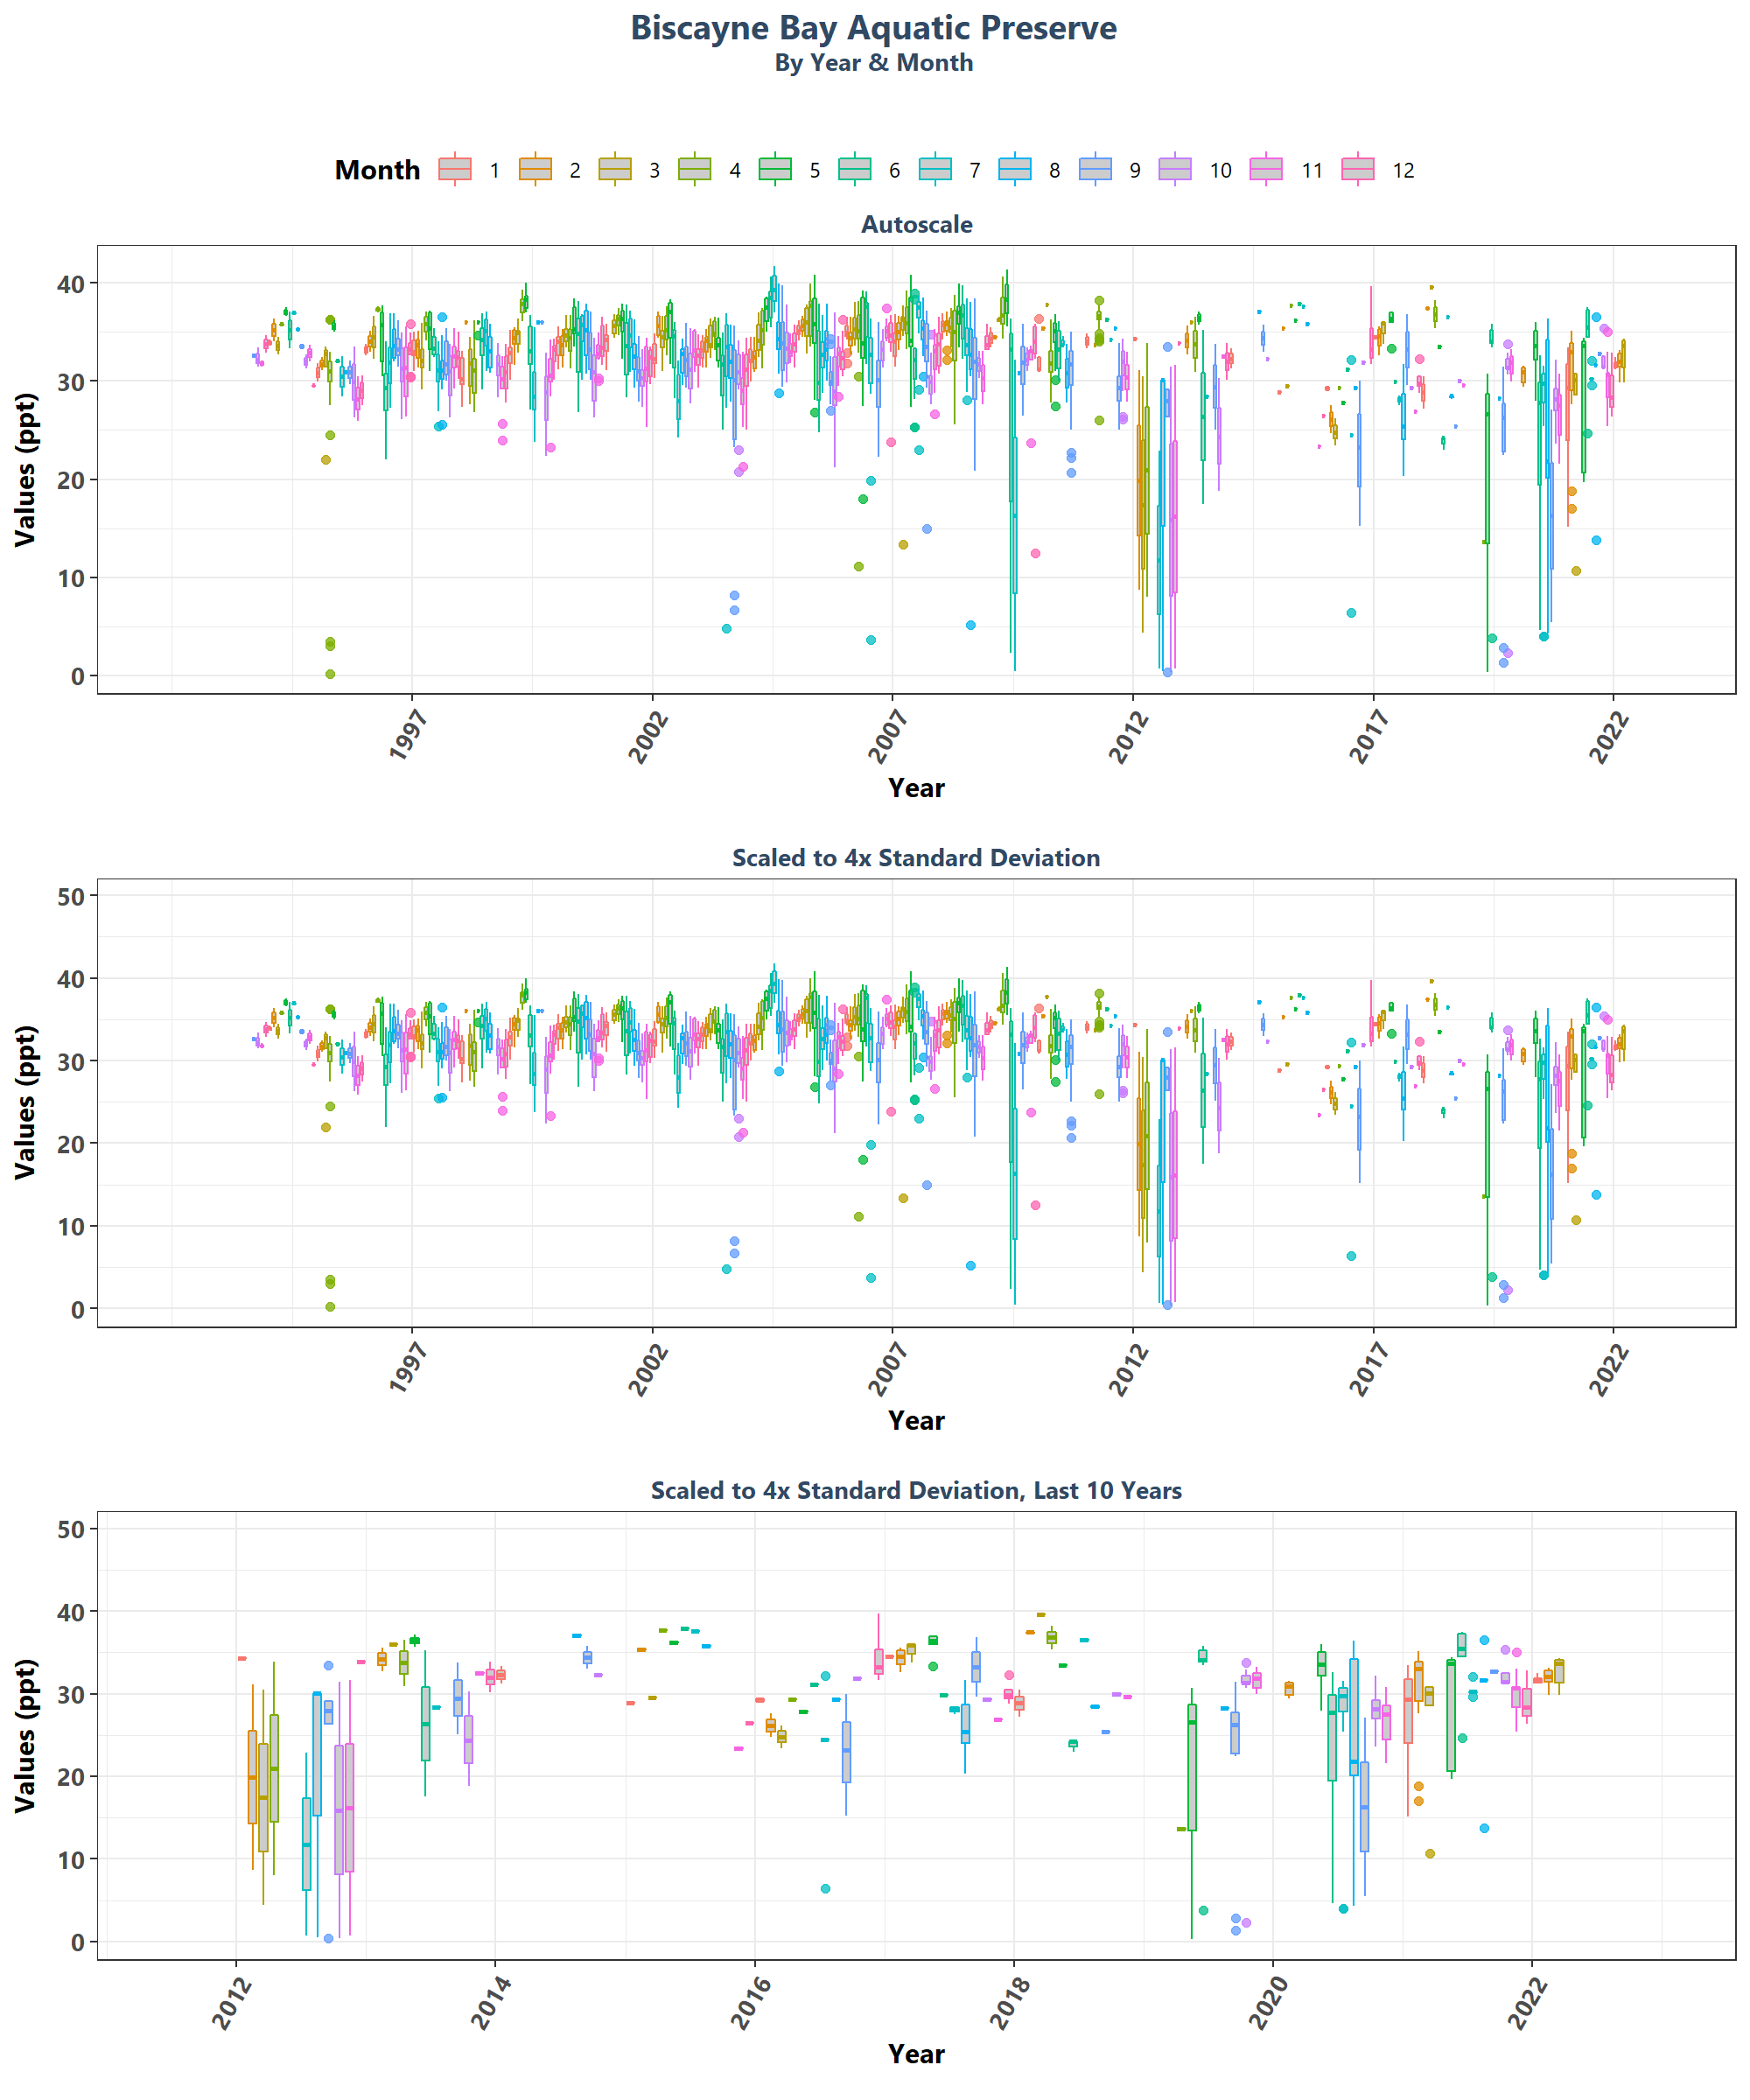 Biscayne Bay Aquatic Preserve
By Year & Month
Month 1 2 3 4 5 6 7 8 9 10 11 12
Autoscale
Values (ppt)
40
30
20
10
0
1997 2002 2007 2012 2017 2022
Year
Scaled to 4x Standard Deviation
Values (ppt)
50
40
30
20
10
0
1997 2002 2007 2012 2017 2022
Year
Scaled to 4x Standard Deviation, Last 10 Years
Values (ppt)
50
40
30
20
10
0
2012 2014 2016 2018 2020 2022
Year